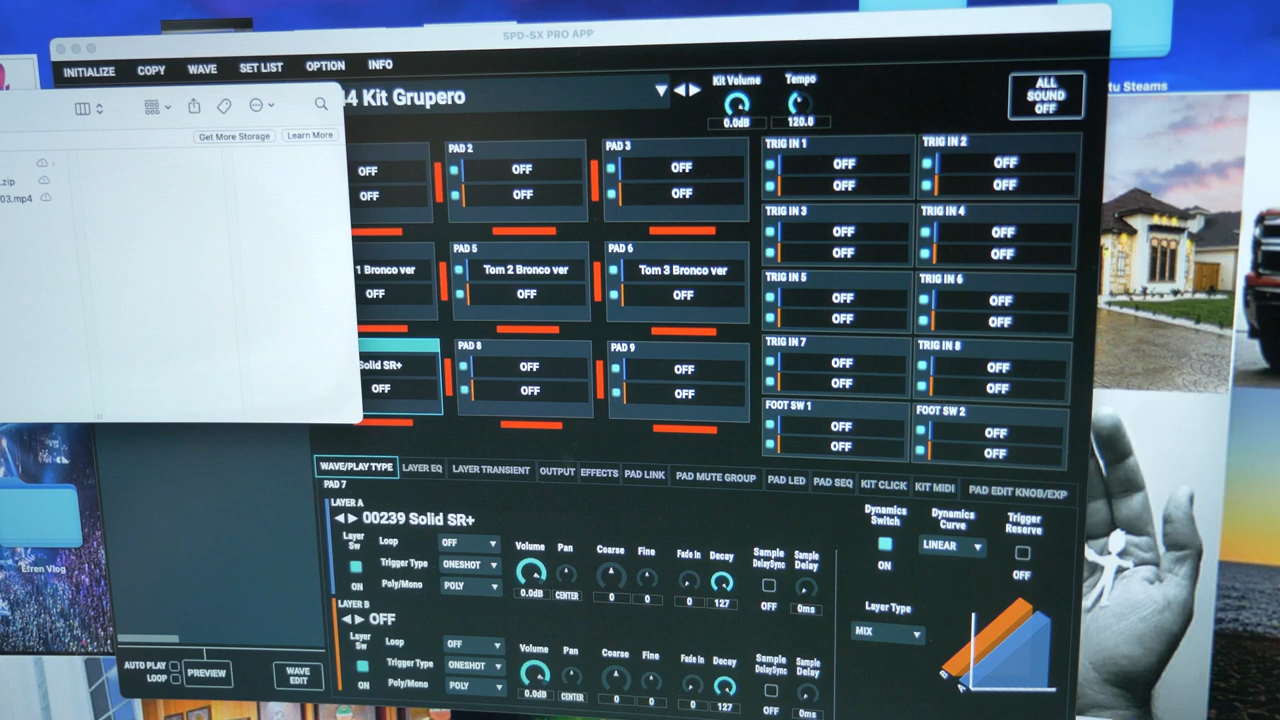 SPD-SX PRO APP
INITIALIZE COPY WAVE SET LIST OPTION INFO
4 Kit Grupero
Kit Volume
0.0dB
Tempo
120.0
ALL
SOUND
OFF
tu Steams
Get More Storage Learn More
.zip
03.mp4
OFF
OFF
PAD 2
OFF
OFF
PAD 3
OFF
OFF
TRIG IN 1
OFF
OFF
TRIG IN 2
OFF
OFF
TRIG IN 3
OFF
OFF
TRIG IN 4
OFF
OFF
1 Bronco ver
OFF
PAD 5
Tom 2 Bronco ver
OFF
PAD 6
Tom 3 Bronco ver
OFF
TRIG IN 5
OFF
OFF
TRIG IN 6
OFF
OFF
Solid SR+
OFF
PAD 8
OFF
OFF
PAD 9
OFF
OFF
TRIG IN 7
OFF
OFF
TRIG IN 8
OFF
OFF
FOOT SW 1
OFF
OFF
FOOT SW 2
OFF
OFF
WAVE/PLAY TYPE LAYER EQ LAYER TRANSIENT OUTPUT EFFECTS PAD LINK PAD MUTE GROUP PAD LED PAD SEQ KIT CLICK KIT MIDI PAD EDIT KNOB/EXP
PAD 7
LAYER A
00239 Solid SR+
Layer
Sw
ON
Loop OFF
Trigger Type ONESHOT
Poly/Mono POLY
Volume
0.0dB
Pan
CENTER
Coarse
0
Fine
0
Fade In
0
Decay
127
Sample
DelaySync
OFF
Sample
Delay
0ms
LAYER B
OFF
Layer
Sw
ON
Loop OFF
Trigger Type ONESHOT
Poly/Mono POLY
Volume
0.0dB
Pan
CENTER
Coarse
0
Fine
0
Fade In
0
Decay
127
Sample
DelaySync
OFF
Sample
Delay
0ms
Dynamics
Switch
ON
Dynamics
Curve
LINEAR
Trigger
Reserve
OFF
Layer Type
MIX
B
A
Efren Vlog
AUTO PLAY
LOOP
PREVIEW
WAVE
EDIT